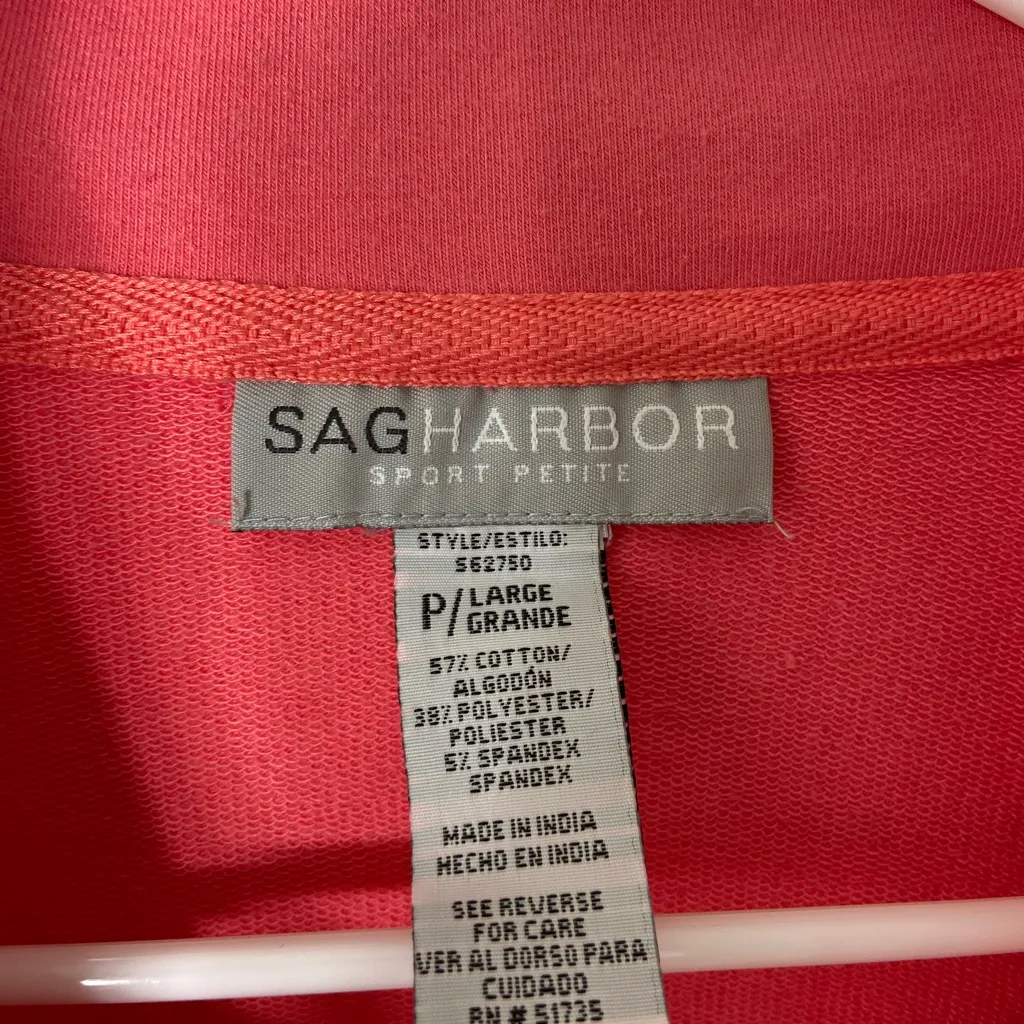 SAGHARBOR
SPORT PETITE
STYLE/ESTILO:
S62750
P/LARGE
GRANDE
57% COTTON/
ALGODÓN
38% POLYESTER/
POLIESTER
5% SPANDEX
SPANDEX
MADE IN INDIA
HECHO EN INDIA
SEE REVERSE
FOR CARE
VER AL DORSO PARA
CUIDADO
RN # 51735